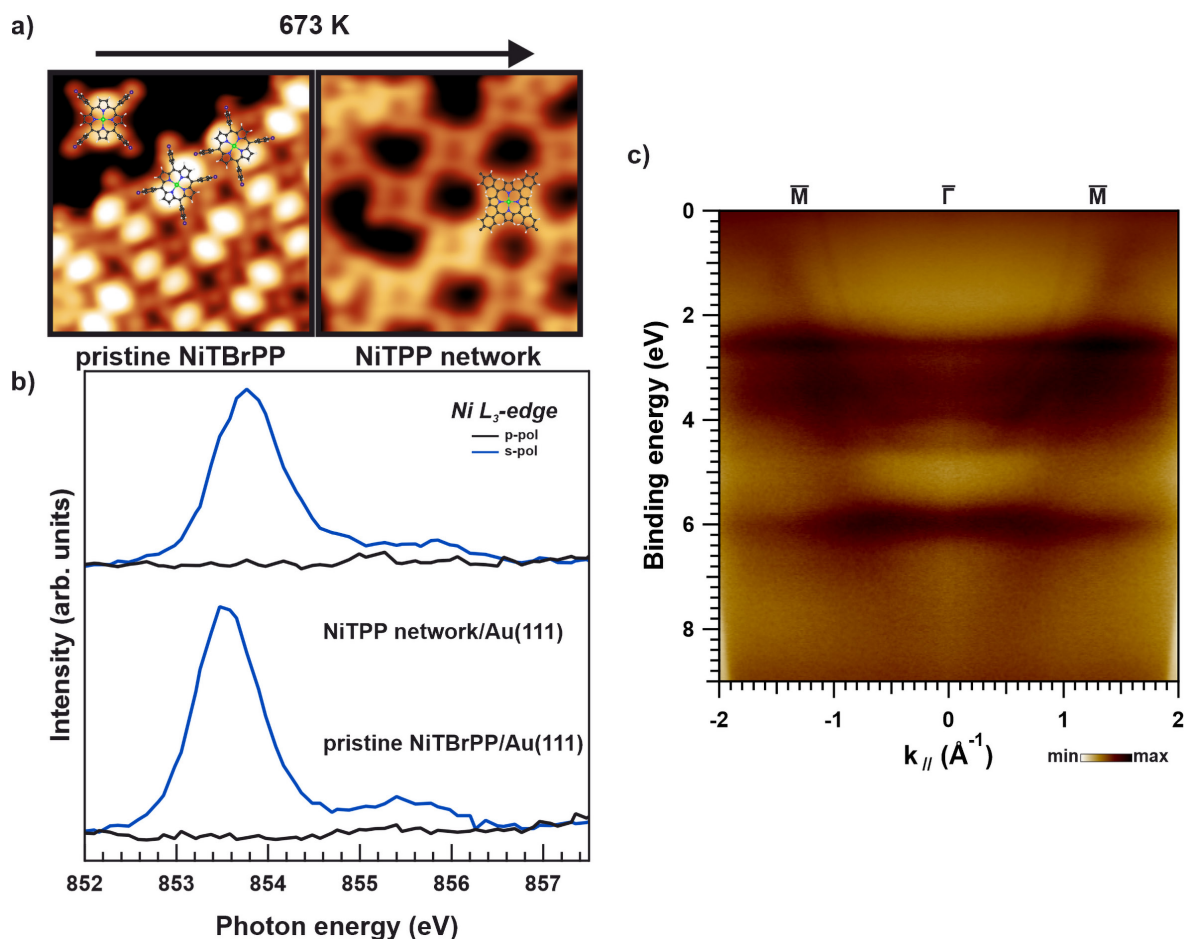 a)
673 K
pristine NiTBrPP
NiTPP network
b)
Ni L3-edge
p-pol
s-pol
NiTPP network/Au(111)
pristine NiTBrPP/Au(111)
Intensity (arb. units)
852 853 854 855 856 857
Photon energy (eV)
c)
M̅ Γ̅ M̅
0
2
4
6
8
Binding energy (eV)
-2 -1 0 1 2
k// (Å-1)
min max